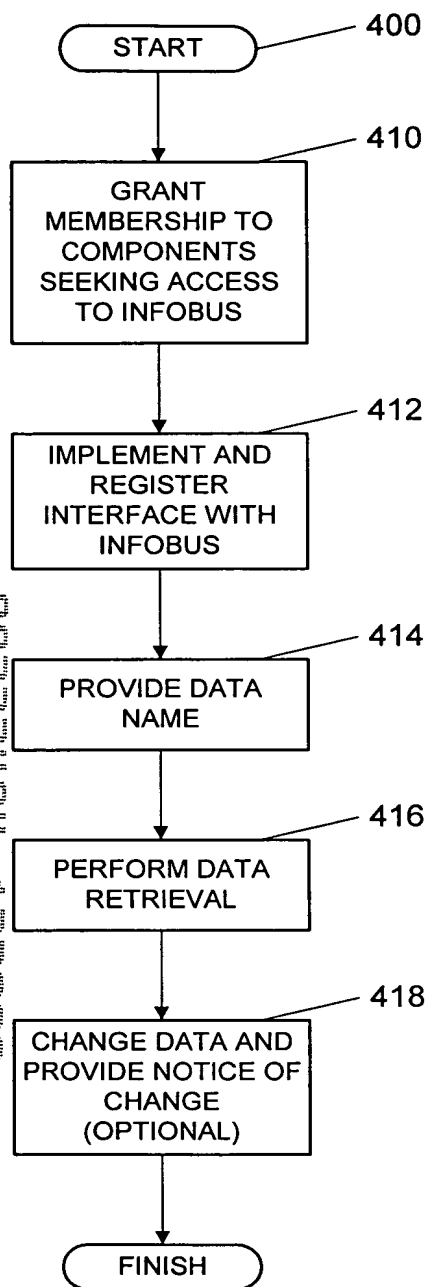 START
400
410
GRANT
MEMBERSHIP TO
COMPONENTS
SEEKING ACCESS
TO INFOBUS
412
IMPLEMENT AND
REGISTER
INTERFACE WITH
INFOBUS
414
PROVIDE DATA
NAME
416
PERFORM DATA
RETRIEVAL
418
CHANGE DATA AND
PROVIDE NOTICE OF
CHANGE
(OPTIONAL)
FINISH